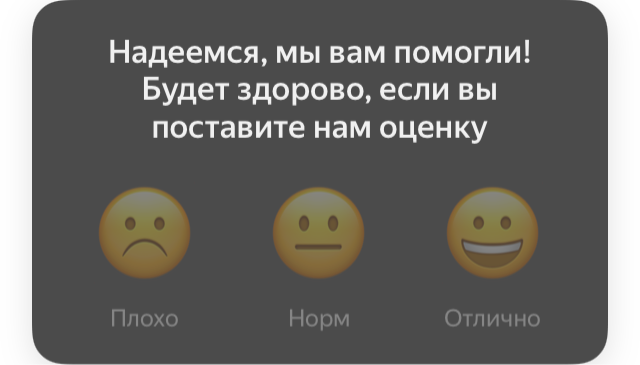 Надеемся, мы вам помогли!
Будет здорово, если вы
поставите нам оценку
Плохо
Норм
Отлично